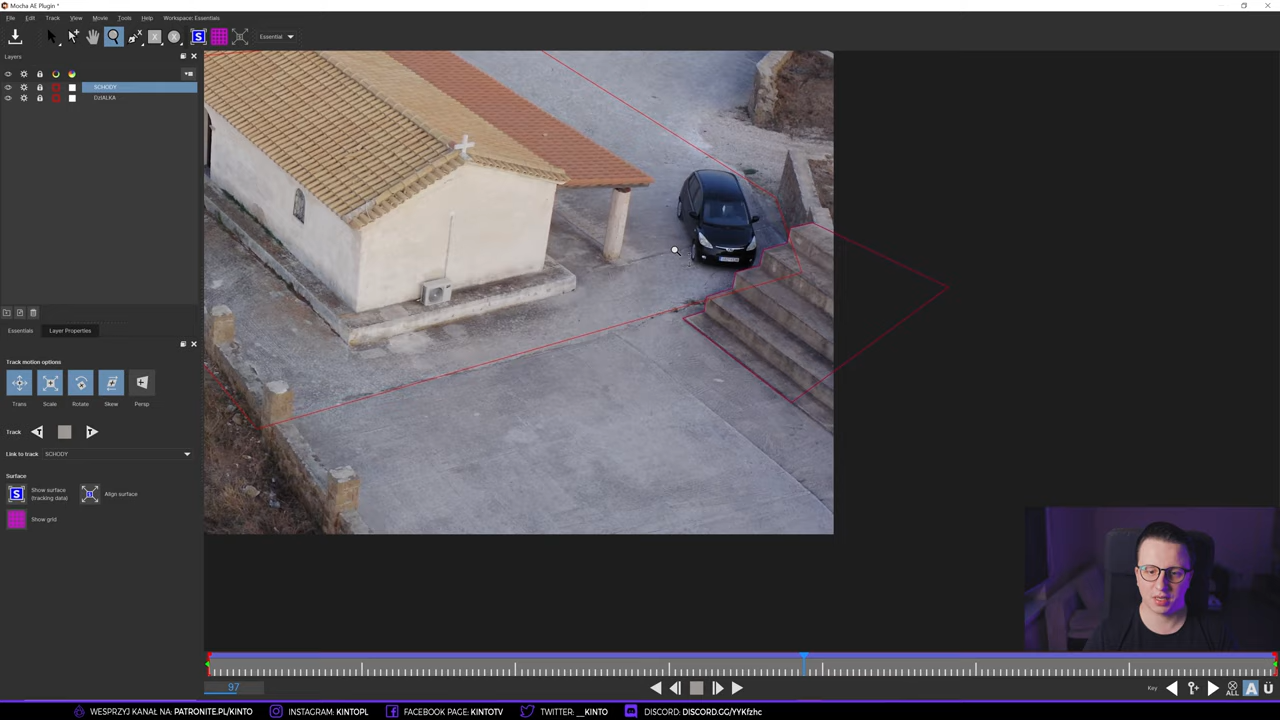 Mocha AE Plugin *
File Edit Track View Tools Movie Help Workspace: Essentials
Essential
Layers
SCHODY
DZIAŁKA
Essentials Layer Properties
Track motion options
Trans Scale Rotate Skew Persp
Track
Link to track SCHODY
Surface
Show surface
(tracking data)
Align surface
Show grid
97
Key
WESPRZYJ KANAŁ NA: PATRONITE.PL/KINTO INSTAGRAM: KINTOPL FACEBOOK PAGE: KINTOTV TWITTER: __KINTO DISCORD: DISCORD.GG/YYKfzhc